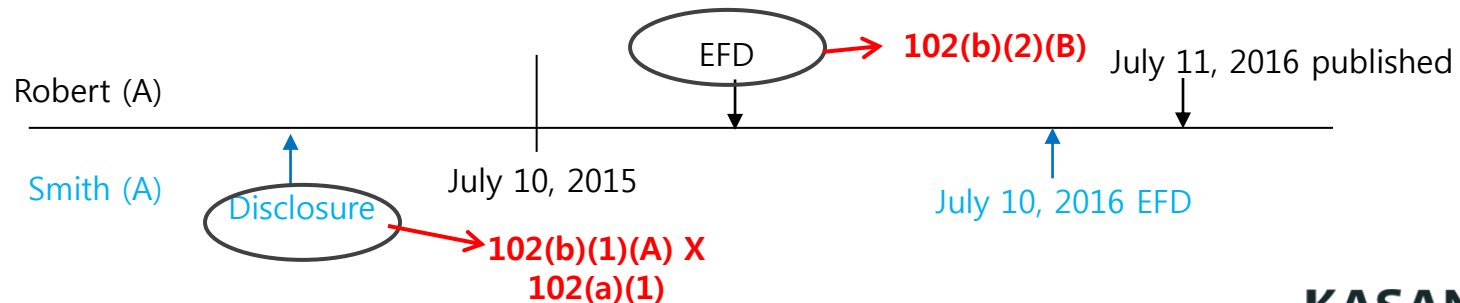 EFD
102(b)(2)(B)
July 11, 2016 published
Robert (A)
July 10, 2015
Smith (A)
Disclosure
July 10, 2016 EFD
102(b)(1)(A) X
102(a)(1)